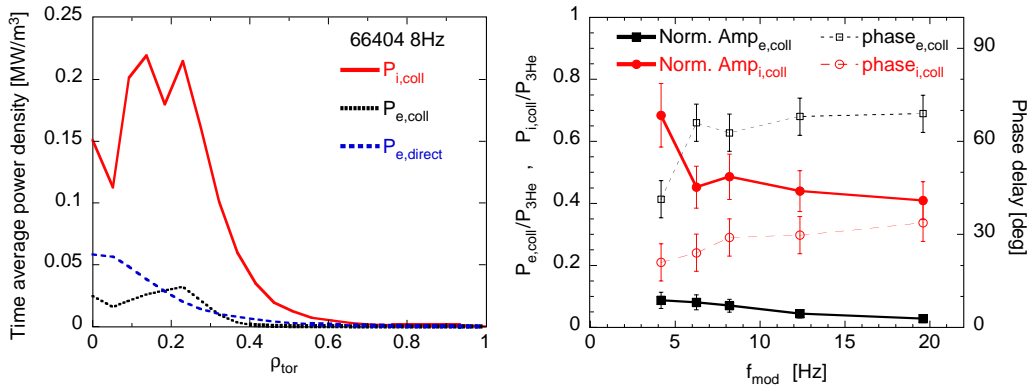 Time average power density [MW/m³]
0.25
0.2
0.15
0.1
0.05
0
66404 8Hz
P_i,coll
P_e,coll
P_e,direct
0 0.2 0.4 0.6 0.8 1
ρ_tor
P_e,coll/P_3He , P_i,coll/P_3He
1
0.8
0.6
0.4
0.2
0
Norm. Amp_e,coll phase_e,coll
Norm. Amp_i,coll phase_i,coll
90
60
30
0
Phase delay [deg]
0 5 10 15 20
f_mod [Hz]